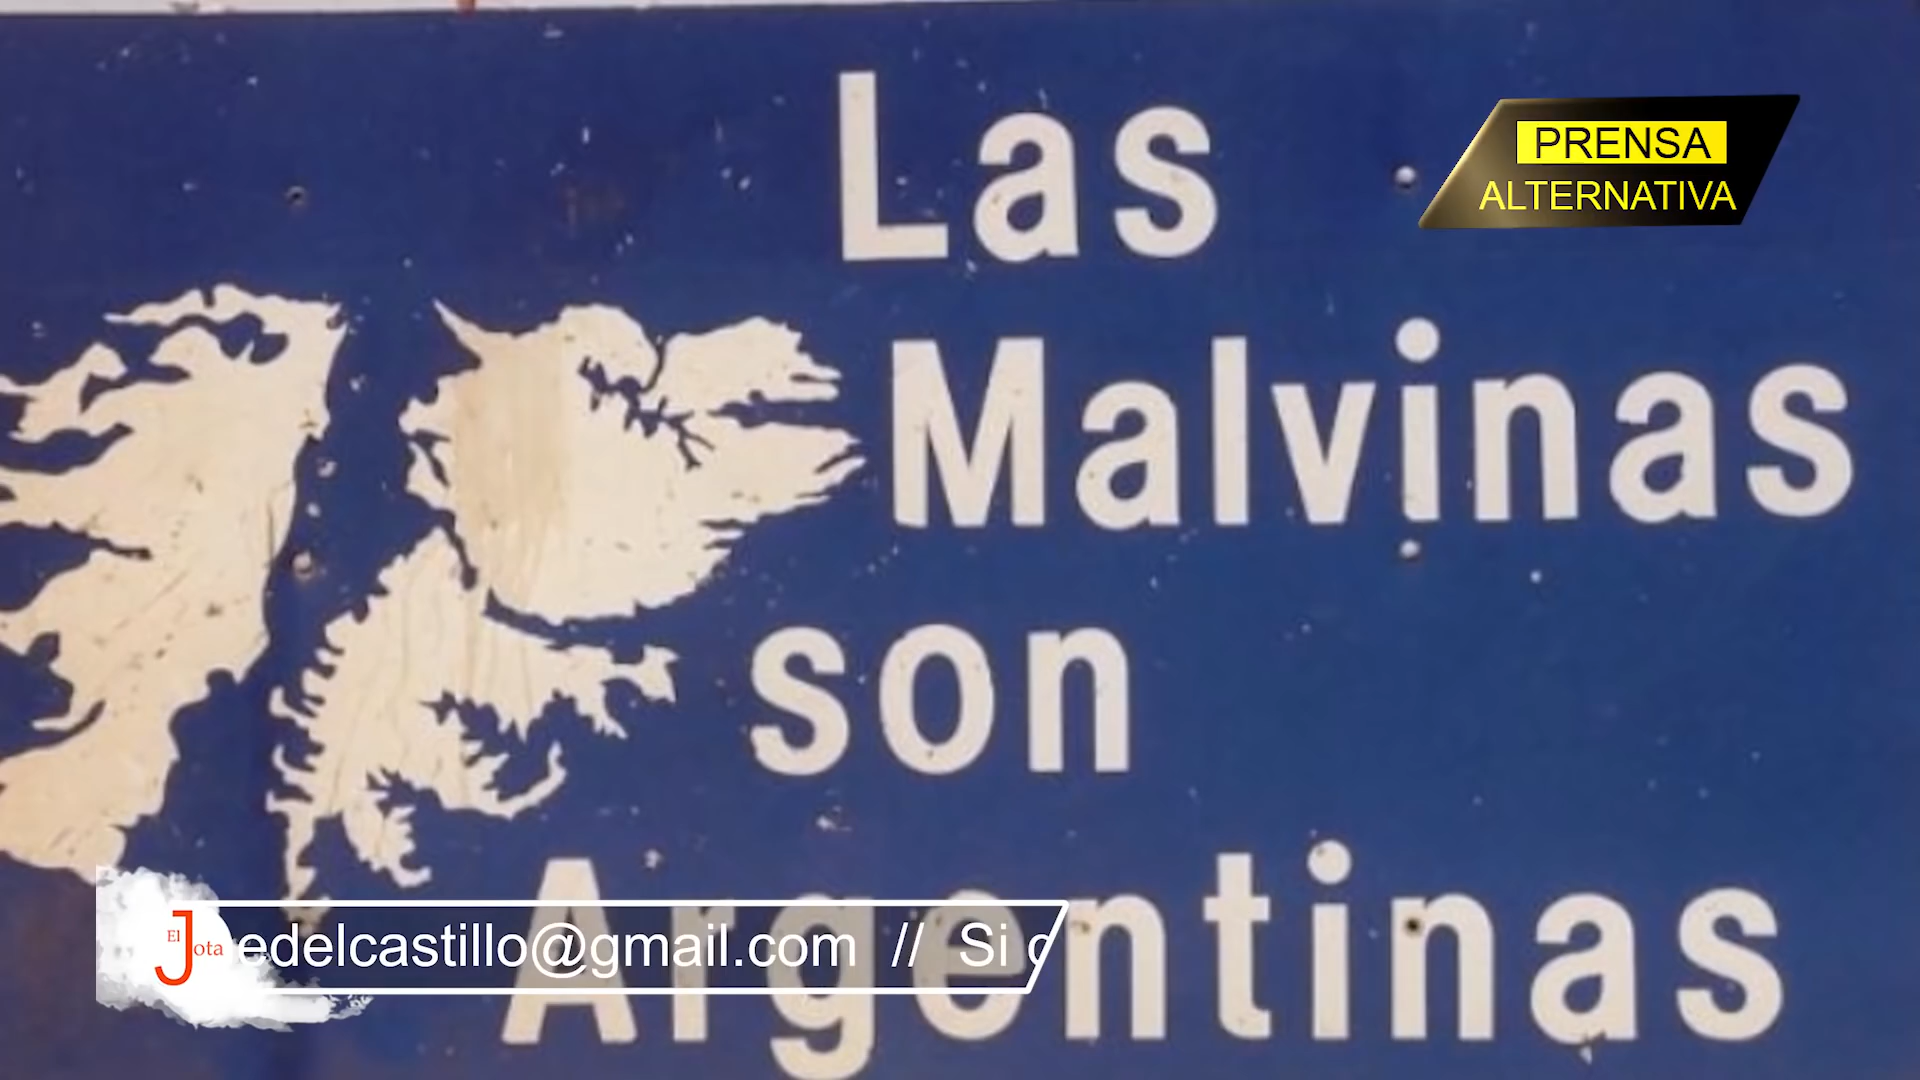 Las
PRENSA
ALTERNATIVA
Malvinas
son
Argentinas
El Jota
edelcastillo@gmail.com // Si